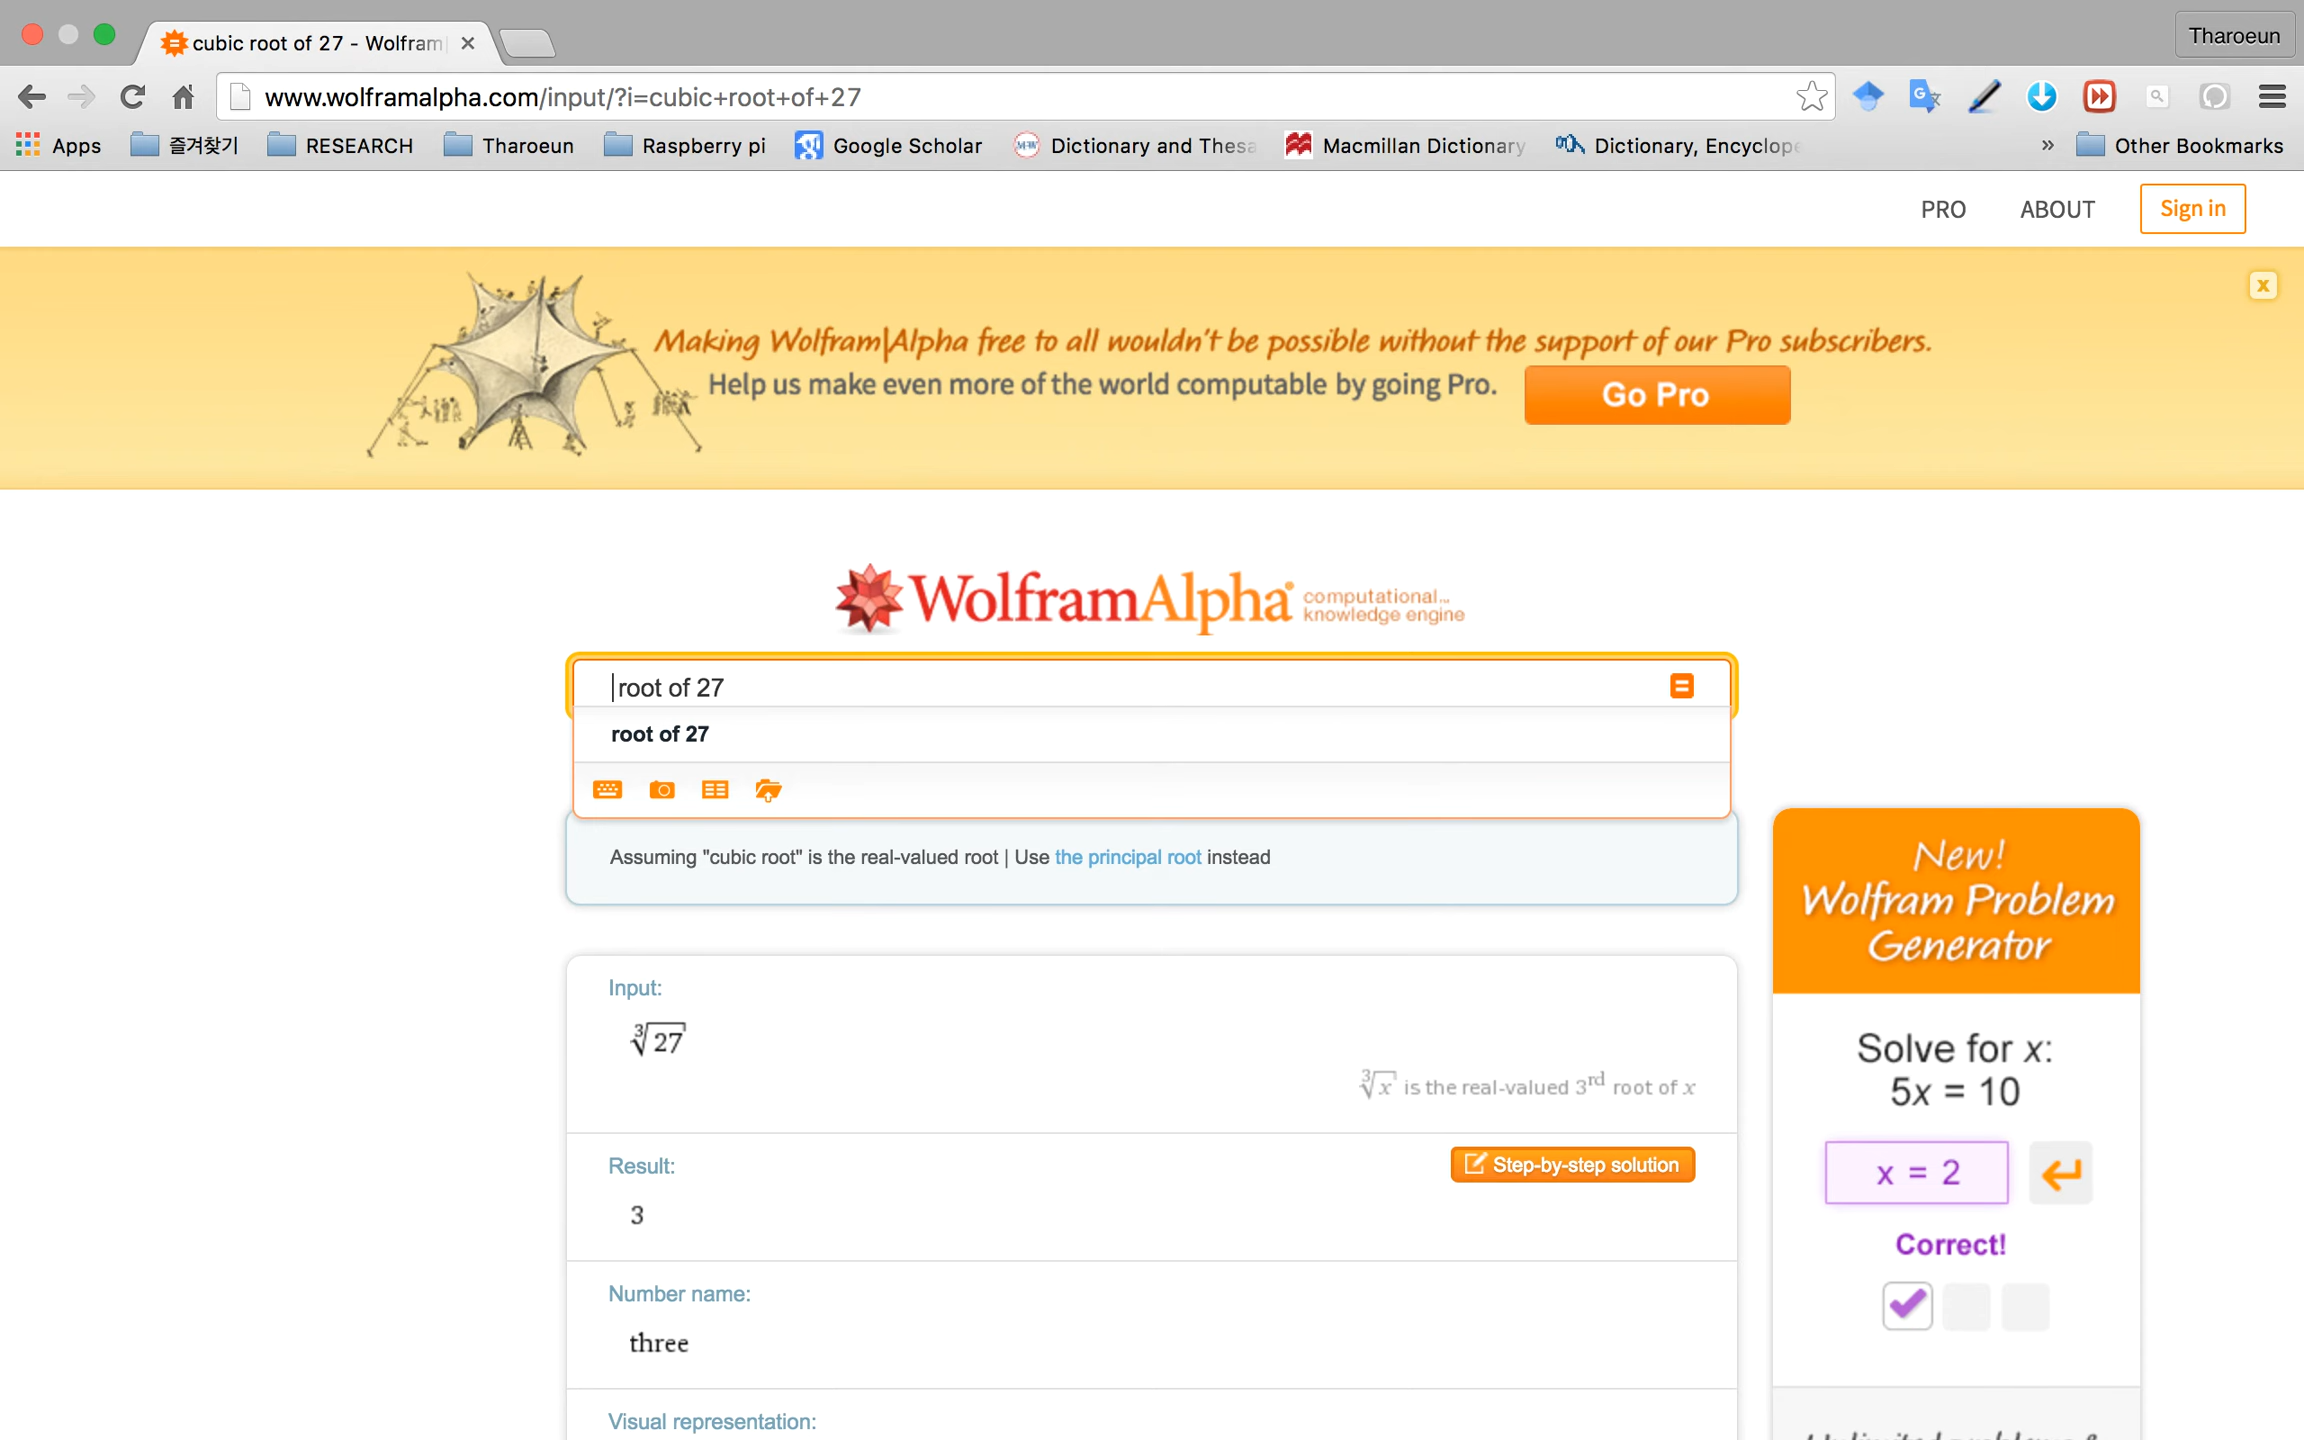 cubic root of 27 - Wolfram
Tharoeun
www.wolframalpha.com/input/?i=cubic+root+of+27
Apps 즐겨찾기 RESEARCH Tharoeun Raspberry pi Google Scholar Dictionary and Thesa Macmillan Dictionary Dictionary, Encyclope » Other Bookmarks
PRO ABOUT Sign in
x
Making Wolfram|Alpha free to all wouldn't be possible without the support of our Pro subscribers.
Help us make even more of the world computable by going Pro. Go Pro
WolframAlpha computational...
knowledge engine
root of 27
root of 27
Assuming "cubic root" is the real-valued root | Use the principal root instead
Input:
∛27
∛x is the real-valued 3rd root of x
Result:
Step-by-step solution
3
Number name:
three
Visual representation:
New!
Wolfram Problem
Generator
Solve for x:
5x = 10
x = 2
Correct!